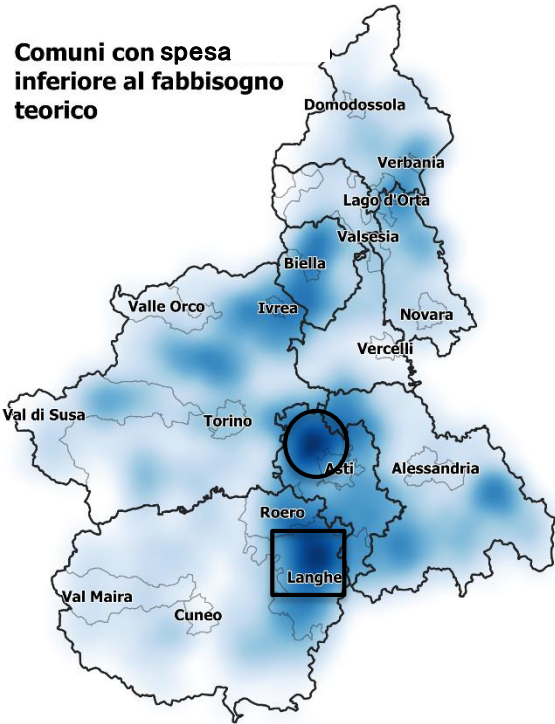 Comuni con spesa
inferiore al fabbisogno
teorico
Domodossola
Verbania
Lago d'Orta
Valsesia
Biella
Valle Orco
Ivrea
Novara
Vercelli
Val di Susa
Torino
Asti
Alessandria
Roero
Langhe
Val Maira
Cuneo